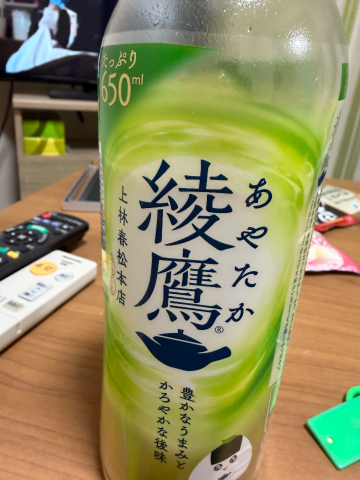 たっぷり
650ml
あやたか
綾鷹®
上林春松本店
豊かなうまみと
かろやかな後味